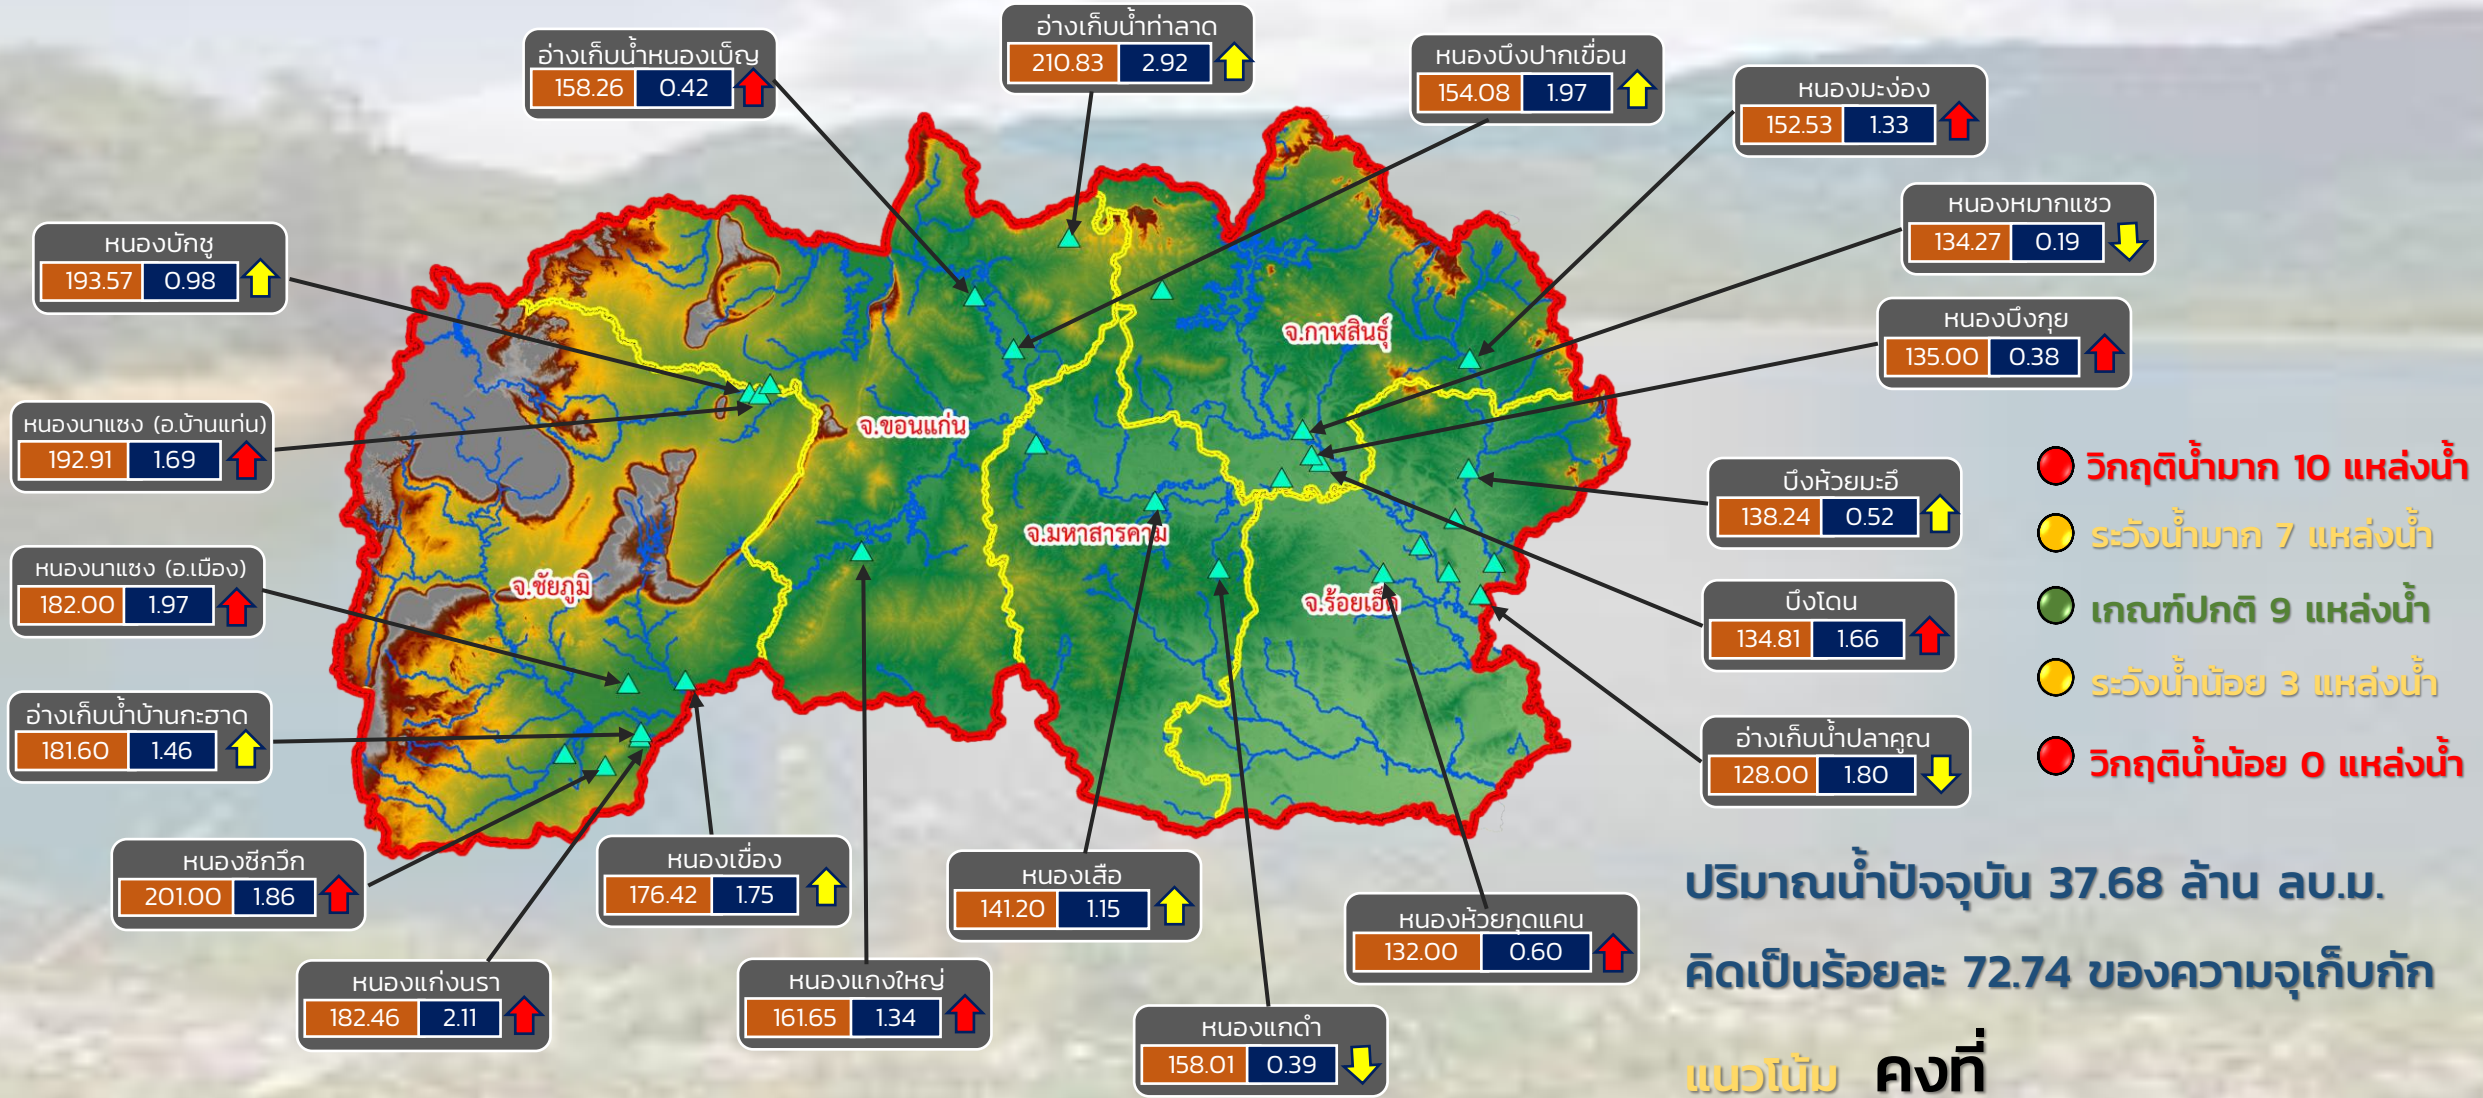 อ่างเก็บน้ำท่าลาด
210.83 2.92
อ่างเก็บน้ำหนองเบ็ญ
158.26 0.42
หนองบึงปากเขื่อน
154.08 1.97
หนองมะง่อง
152.53 1.33
หนองหมากแซว
134.27 0.19
หนองบักชู
193.57 0.98
หนองบึงกุย
135.00 0.38
จ.กาฬสินธุ์
หนองนาแซง (อ.บ้านแท่น)
192.91 1.69
จ.ขอนแก่น
วิกฤติน้ำมาก 10 แหล่งน้ำ
บึงห้วยมะอึ
138.24 0.52
จ.มหาสารคาม
ระวังน้ำมาก 7 แหล่งน้ำ
หนองนาแซง (อ.เมือง)
182.00 1.97
จ.ชัยภูมิ
จ.ร้อยเอ็ด
บึงโดน
134.81 1.66
เกณฑ์ปกติ 9 แหล่งน้ำ
ระวังน้ำน้อย 3 แหล่งน้ำ
อ่างเก็บน้ำบ้านกะฮาด
181.60 1.46
อ่างเก็บน้ำปลาคูณ
128.00 1.80
วิกฤติน้ำน้อย 0 แหล่งน้ำ
หนองซีกวึก
201.00 1.86
หนองเขื่อง
176.42 1.75
หนองเสือ
141.20 1.15
หนองห้วยกุดแคน
132.00 0.60
ปริมาณน้ำปัจจุบัน 37.68 ล้าน ลบ.ม.
คิดเป็นร้อยละ 72.74 ของความจุเก็บกัก
หนองแก่งนรา
182.46 2.11
หนองแกงใหญ่
161.65 1.34
หนองแกดำ
158.01 0.39
แนวโน้ม คงที่